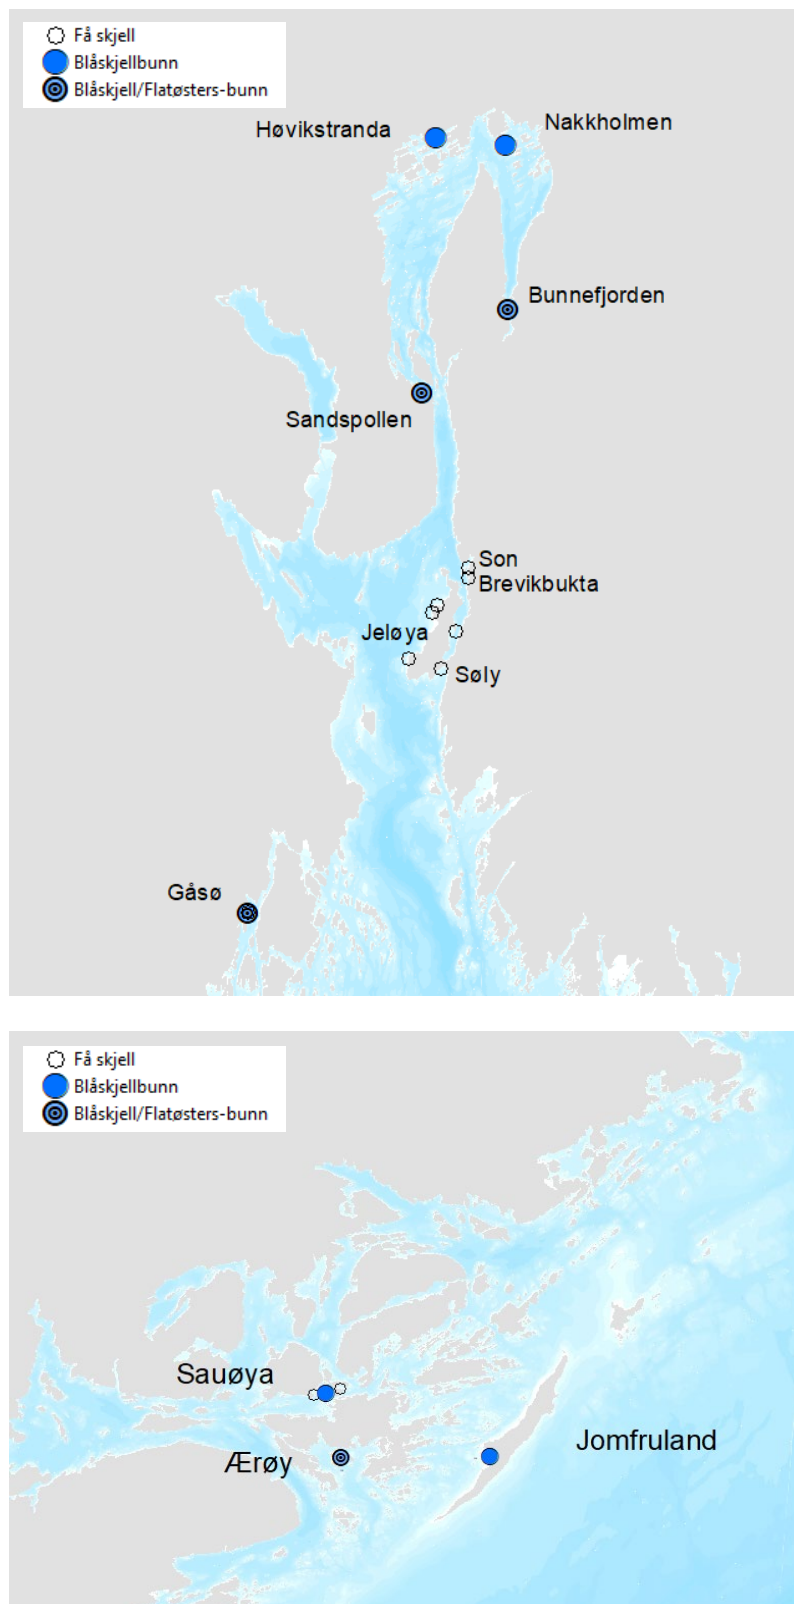 Få skjell
Blåskjellbunn
Blåskjell/Flatøsters-bunn
Nakkholmen
Høvikstranda
Bunnefjorden
Sandspollen
Son
Brevikbukta
Jeløya
Søly
Gåsø
Få skjell
Blåskjellbunn
Blåskjell/Flatøsters-bunn
Sauøya
Jomfruland
Ærøy